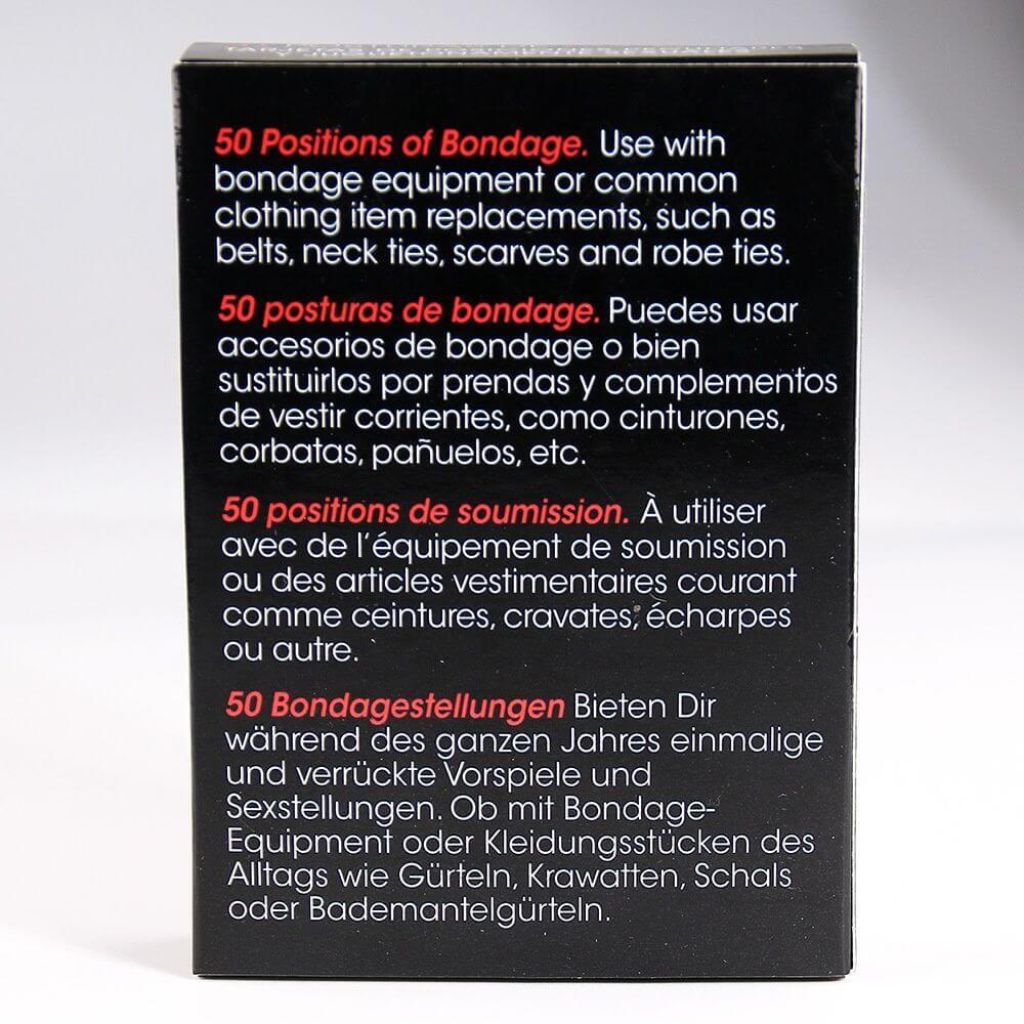 50 Positions of Bondage. Use with
bondage equipment or common
clothing item replacements, such as
belts, neck ties, scarves and robe ties.
50 posturas de bondage. Puedes usar
accesorios de bondage o bien
sustituirlos por prendas y complementos
de vestir corrientes, como cinturones,
corbatas, pañuelos, etc.
50 positions de soumission. À utiliser
avec de l'équipement de soumission
ou des articles vestimentaires courant
comme ceintures, cravates, écharpes
ou autre.
50 Bondagestellungen Bieten Dir
während des ganzen Jahres einmalige
und verrückte Vorspiele und
Sexstellungen. Ob mit Bondage-
Equipment oder Kleidungsstücken des
Alltags wie Gürteln, Krawatten, Schals
oder Bademantelgürteln.